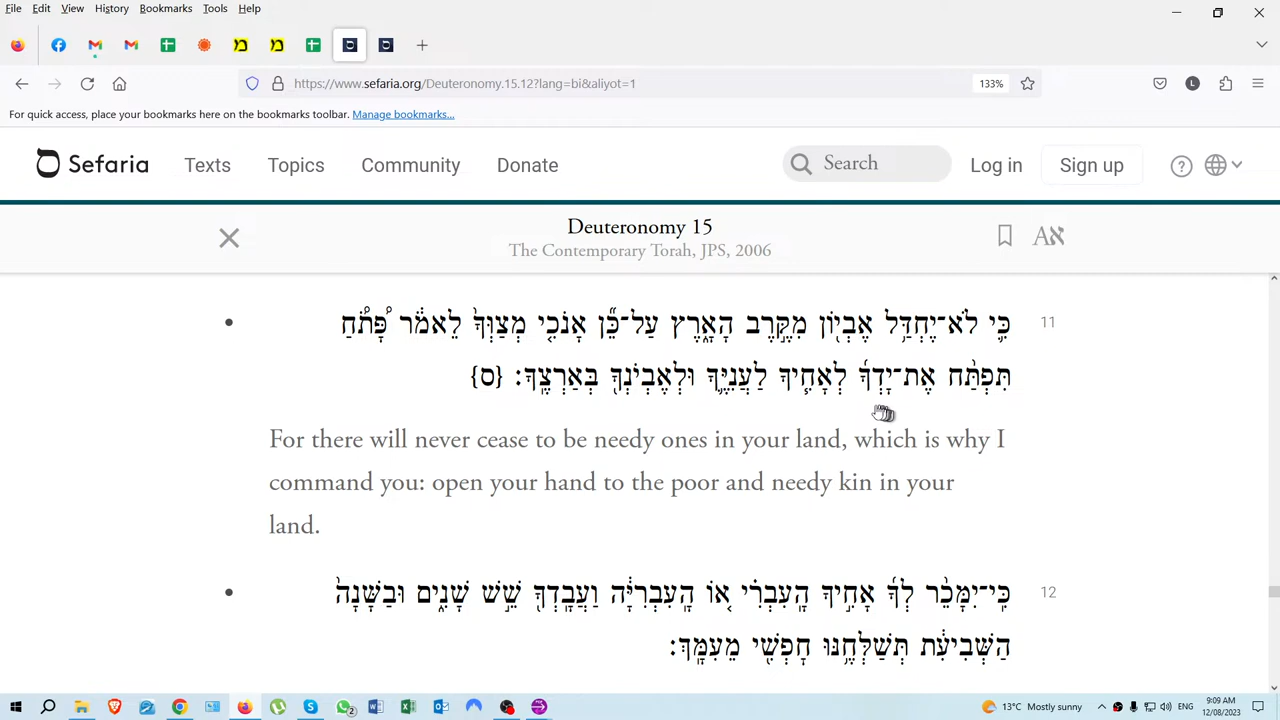 File Edit View History Bookmarks Tools Help
https://www.sefaria.org/Deuteronomy.15.12?lang=bi&aliyot=1 133%
For quick access, place your bookmarks here on the bookmarks toolbar. Manage bookmarks...
Sefaria Texts Topics Community Donate Search Log in Sign up
Deuteronomy 15
The Contemporary Torah, JPS, 2006
11
כִּ֛י לֹא־יֶחְדַּ֥ל אֶבְי֖וֹן מִקֶּ֣רֶב הָאָ֑רֶץ עַל־כֵּ֞ן אָנֹכִ֤י מְצַוְּךָ֙ לֵאמֹ֔ר פָּ֠תֹ֠חַ
תִּפְתַּ֨ח אֶת־יָדְךָ֜ לְאָחִ֧יךָ לַעֲנִיֶּ֛ךָ וּלְאֶבְיֹנְךָ֖ בְּאַרְצֶֽךָ׃ {ס}
For there will never cease to be needy ones in your land, which is why I
command you: open your hand to the poor and needy kin in your
land.
12
כִּֽי־יִמָּכֵ֨ר לְךָ֜ אָחִ֣יךָ הָֽעִבְרִ֗י א֚וֹ הָֽעִבְרִיָּ֔ה וַעֲבָֽדְךָ֖ שֵׁ֣שׁ שָׁנִ֑ים וּבַשָּׁנָה֙
הַשְּׁבִיעִ֔ת תְּשַׁלְּחֶ֥נּוּ חׇפְשִׁ֖י מֵעִמָּֽךְ׃
13°C Mostly sunny ENG 9:09 AM
12/08/2023